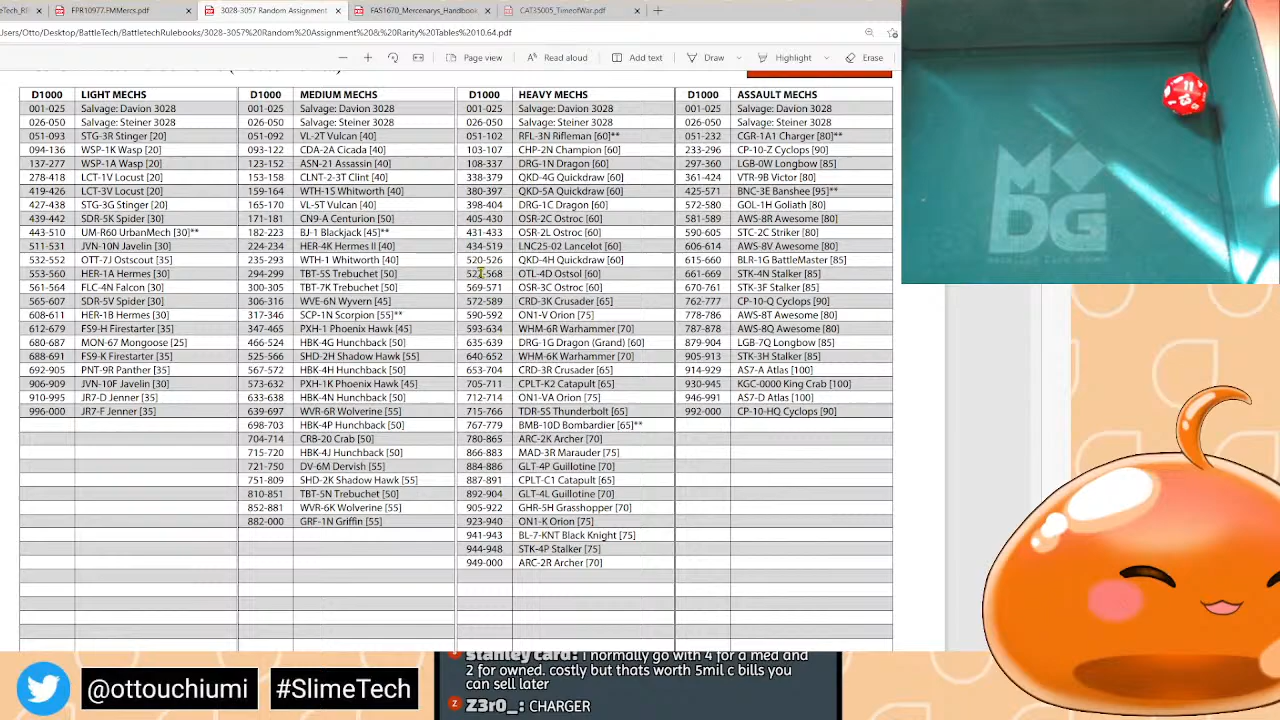 FPR10977.FMMercs.pdf × 3028-3057 Random Assignment × FAS1670_Mercenarys_Handbook × CAT35005_TimeofWar.pdf × +
sers/Otto/Desktop/BattleTech/BattletechRulebooks/3028-3057%20Random%20Assignment%20&%20Rarity%20Tables%2010.64.pdf
Page view Read aloud Add text Draw Highlight Erase
D1000 LIGHT MECHS D1000 MEDIUM MECHS D1000 HEAVY MECHS D1000 ASSAULT MECHS
001-025 Salvage: Davion 3028 001-025 Salvage: Davion 3028 001-025 Salvage: Davion 3028 001-025 Salvage: Davion 3028
026-050 Salvage: Steiner 3028 026-050 Salvage: Steiner 3028 026-050 Salvage: Steiner 3028 026-050 Salvage: Steiner 3028
051-093 STG-3R Stinger [20] 051-092 VL-2T Vulcan [40] 051-102 RFL-3N Rifleman [60]** 051-232 CGR-1A1 Charger [80]**
094-136 WSP-1K Wasp [20] 093-122 CDA-2A Cicada [40] 103-107 CHP-2N Champion [60] 233-296 CP-10-Z Cyclops [90]
137-277 WSP-1A Wasp [20] 123-152 ASN-21 Assassin [40] 108-337 DRG-1N Dragon [60] 297-360 LGB-0W Longbow [85]
278-418 LCT-1V Locust [20] 153-158 CLNT-2-3T Clint [40] 338-379 QKD-4G Quickdraw [60] 361-424 VTR-9B Victor [80]
419-426 LCT-3V Locust [20] 159-164 WTH-1S Whitworth [40] 380-397 QKD-5A Quickdraw [60] 425-571 BNC-3E Banshee [95]**
427-438 STG-3G Stinger [20] 165-170 VL-5T Vulcan [40] 398-404 DRG-1C Dragon [60] 572-580 GOL-1H Goliath [80]
439-442 SDR-5K Spider [30] 171-181 CN9-A Centurion [50] 405-430 OSR-2C Ostroc [60] 581-589 AWS-8R Awesome [80]
443-510 UM-R60 UrbanMech [30]** 182-223 BJ-1 Blackjack [45]** 431-433 OSR-2L Ostroc [60] 590-605 STC-2C Striker [80]
511-531 JVN-10N Javelin [30] 224-234 HER-4K Hermes II [40] 434-519 LNC25-02 Lancelot [60] 606-614 AWS-8V Awesome [80]
532-552 OTT-7J Ostscout [35] 235-293 WTH-1 Whitworth [40] 520-526 QKD-4H Quickdraw [60] 615-660 BLR-1G BattleMaster [85]
553-560 HER-1A Hermes [30] 294-299 TBT-5S Trebuchet [50] 527-568 OTL-4D Ostsol [60] 661-669 STK-4N Stalker [85]
561-564 FLC-4N Falcon [30] 300-305 TBT-7K Trebuchet [50] 569-571 OSR-3C Ostroc [60] 670-761 STK-3F Stalker [85]
565-607 SDR-5V Spider [30] 306-316 WVE-6N Wyvern [45] 572-589 CRD-3K Crusader [65] 762-777 CP-10-Q Cyclops [90]
608-611 HER-1B Hermes [30] 317-346 SCP-1N Scorpion [55]** 590-592 ON1-V Orion [75] 778-786 AWS-8T Awesome [80]
612-679 FS9-H Firestarter [35] 347-465 PXH-1 Phoenix Hawk [45] 593-634 WHM-6R Warhammer [70] 787-878 AWS-8Q Awesome [80]
680-687 MON-67 Mongoose [25] 466-524 HBK-4G Hunchback [50] 635-639 DRG-1G Dragon (Grand) [60] 879-904 LGB-7Q Longbow [85]
688-691 FS9-K Firestarter [35] 525-566 SHD-2H Shadow Hawk [55] 640-652 WHM-6K Warhammer [70] 905-913 STK-3H Stalker [85]
692-905 PNT-9R Panther [35] 567-572 HBK-4H Hunchback [50] 653-704 CRD-3R Crusader [65] 914-929 AS7-A Atlas [100]
906-909 JVN-10F Javelin [30] 573-632 PXH-1K Phoenix Hawk [45] 705-711 CPLT-K2 Catapult [65] 930-945 KGC-0000 King Crab [100]
910-995 JR7-D Jenner [35] 633-638 HBK-4N Hunchback [50] 712-714 ON1-VA Orion [75] 946-991 AS7-D Atlas [100]
996-000 JR7-F Jenner [35] 639-697 WVR-6R Wolverine [55] 715-766 TDR-5S Thunderbolt [65] 992-000 CP-10-HQ Cyclops [90]
698-703 HBK-4P Hunchback [50] 767-779 BMB-10D Bombardier [65]**
704-714 CRB-20 Crab [50] 780-865 ARC-2K Archer [70]
715-720 HBK-4J Hunchback [50] 866-883 MAD-3R Marauder [75]
721-750 DV-6M Dervish [55] 884-886 GLT-4P Guillotine [70]
751-809 SHD-2K Shadow Hawk [55] 887-891 CPLT-C1 Catapult [65]
810-851 TBT-5N Trebuchet [50] 892-904 GLT-4L Guillotine [70]
852-881 WVR-6K Wolverine [55] 905-922 GHR-5H Grasshopper [70]
882-000 GRF-1N Griffin [55] 923-940 ON1-K Orion [75]
941-943 BL-7-KNT Black Knight [75]
944-948 STK-4P Stalker [75]
949-000 ARC-2R Archer [70]
MDG
@ottouchiumi #SlimeTech
Stanley Card: I normally go with 4 for a med and
2 for owned. costly but thats worth 5mil c bills you
can sell later
Z3r0_: CHARGER